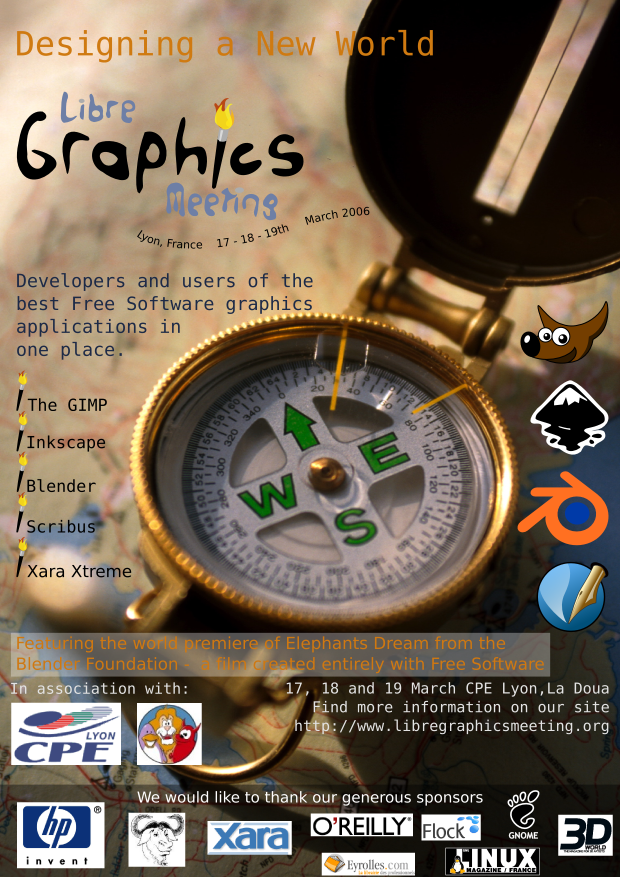 Designing a New World
Libre
Graphics
Meeting
Lyon, France 17 - 18 - 19th March 2006
Developers and users of the
best Free Software graphics
applications in
one place.
The GIMP
Inkscape
Blender
Scribus
Xara Xtreme
W E S
Featuring the world premiere of Elephants Dream from the
Blender Foundation - a film created entirely with Free Software
In association with:
17, 18 and 19 March CPE Lyon,La Doua
Find more information on our site
http://www.libregraphicsmeeting.org
LYON
CPE
We would like to thank our generous sponsors
hp®
invent
Xara
O'REILLY®
Flock
GNOME
3D
WORLD
Eyrolles.com
LINUX
MAGAZINE / FRANCE